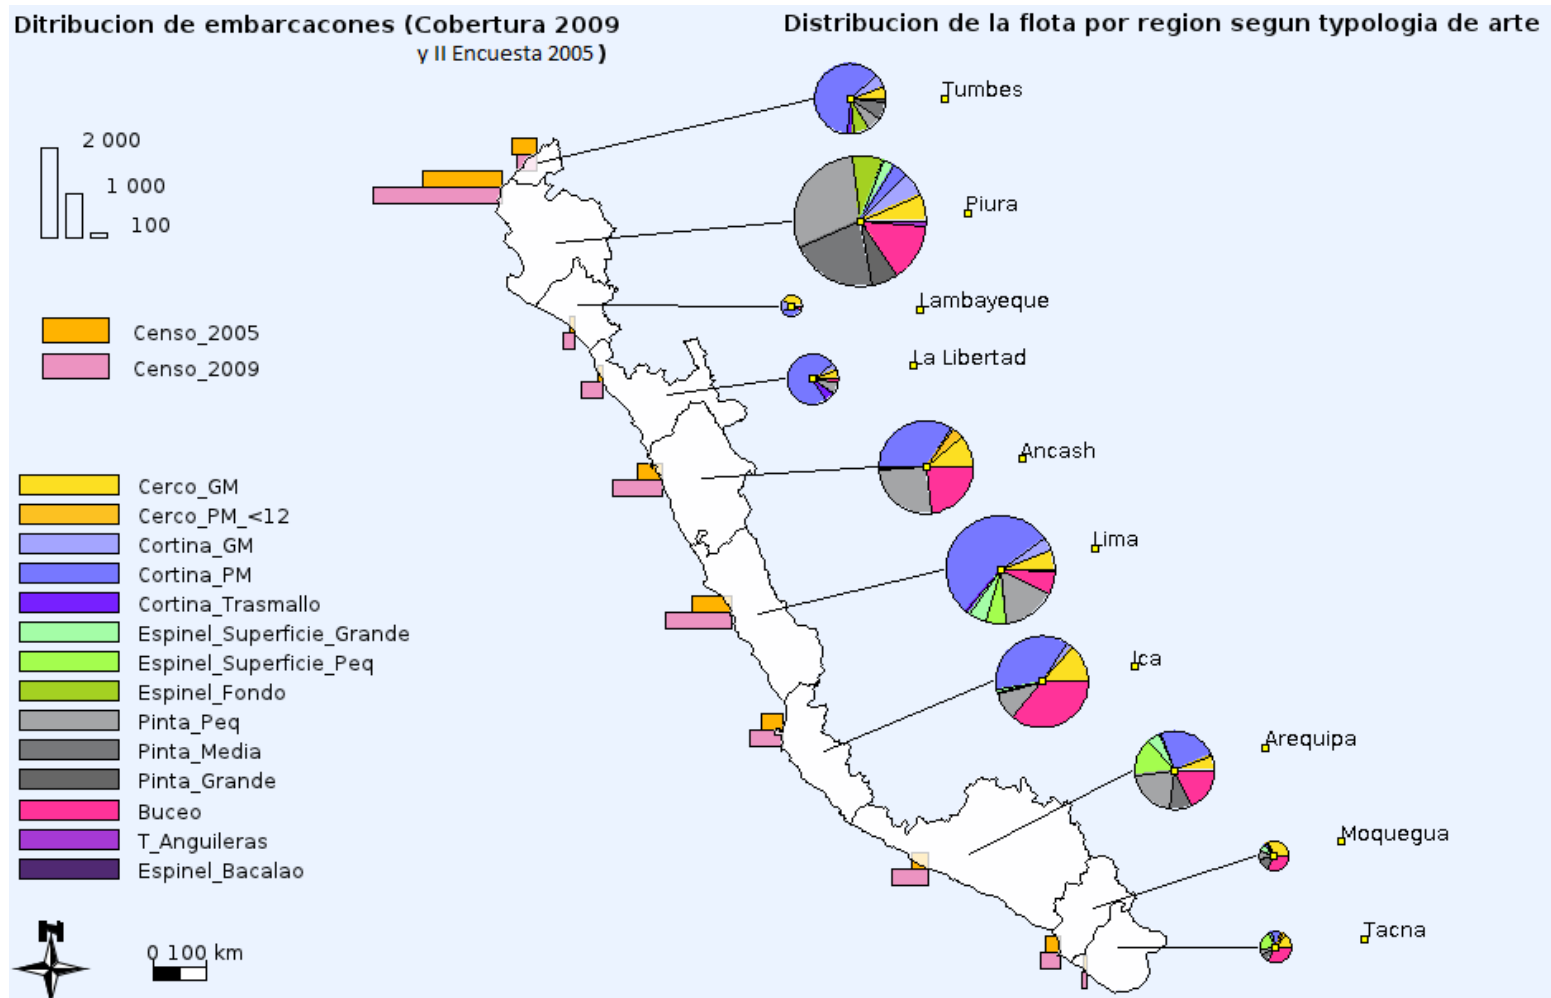 Ditribucion de embarcacones (Cobertura 2009
y II Encuesta 2005 )
Distribucion de la flota por region segun typologia de arte
2 000
1 000
100
Censo_2005
Censo_2009
Cerco_GM
Cerco_PM_<12
Cortina_GM
Cortina_PM
Cortina_Trasmallo
Espinel_Superficie_Grande
Espinel_Superficie_Peq
Espinel_Fondo
Pinta_Peq
Pinta_Media
Pinta_Grande
Buceo
T_Anguileras
Espinel_Bacalao
N
0 100 km
Tumbes
Piura
Lambayeque
La Libertad
Ancash
Lima
Ica
Arequipa
Moquegua
Tacna